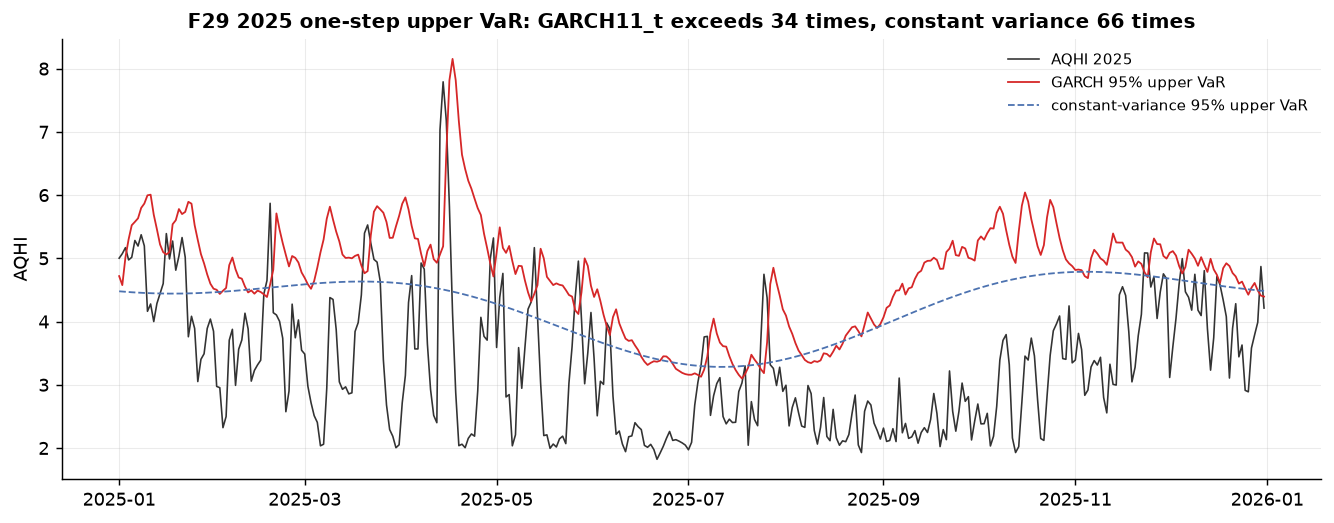 F29 2025 one-step upper VaR: GARCH11_t exceeds 34 times, constant variance 66 times
AQHI 2025
GARCH 95% upper VaR
constant-variance 95% upper VaR
AQHI
8
7
6
5
4
3
2
2025-01
2025-03
2025-05
2025-07
2025-09
2025-11
2026-01